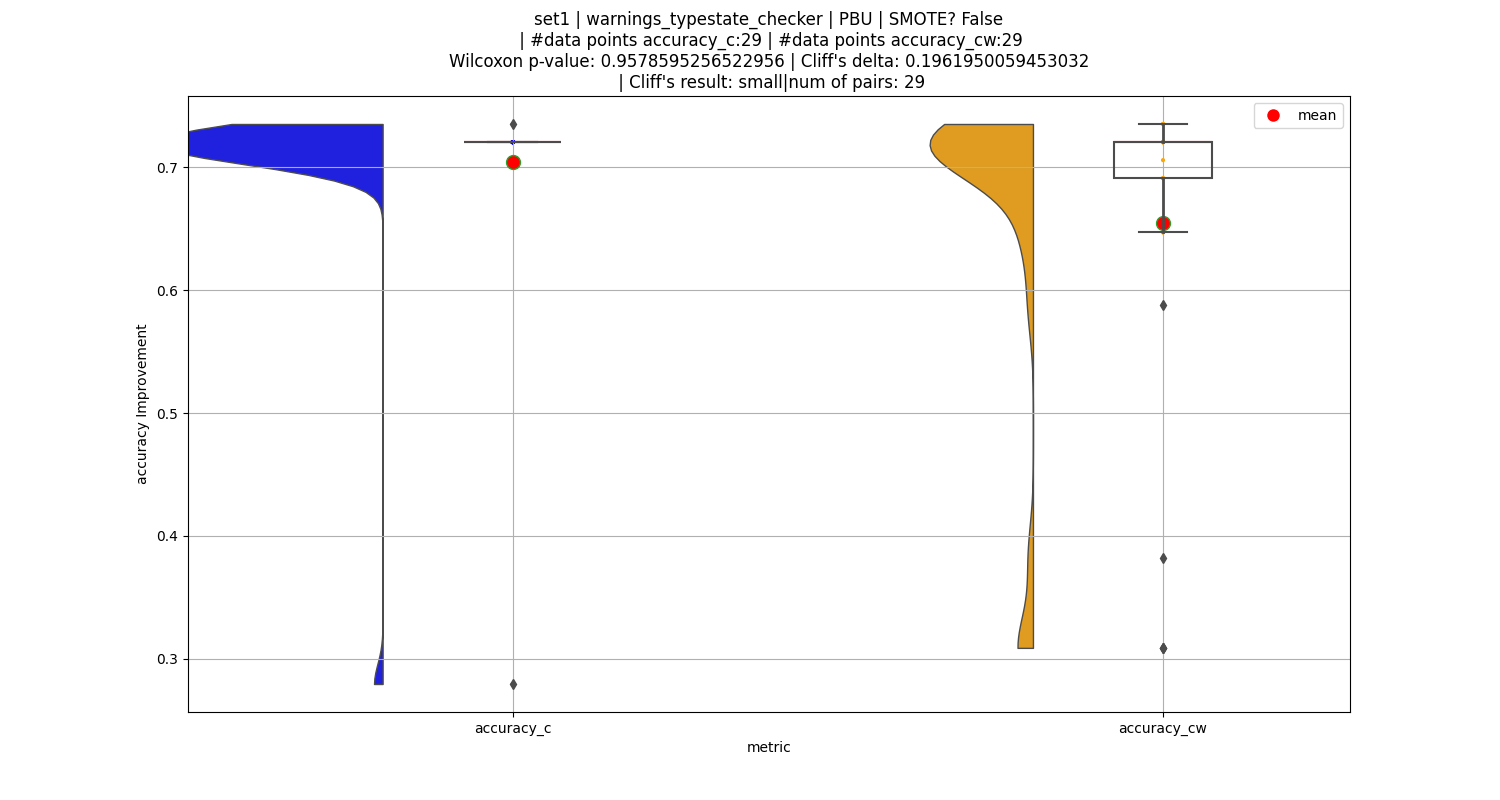 set1 | warnings_typestate_checker | PBU | SMOTE? False
| #data points accuracy_c:29 | #data points accuracy_cw:29
Wilcoxon p-value: 0.9578595256522956 | Cliff's delta: 0.1961950059453032
| Cliff's result: small|num of pairs: 29
mean
0.7
0.6
0.5
0.4
0.3
accuracy Improvement
accuracy_c
accuracy_cw
metric